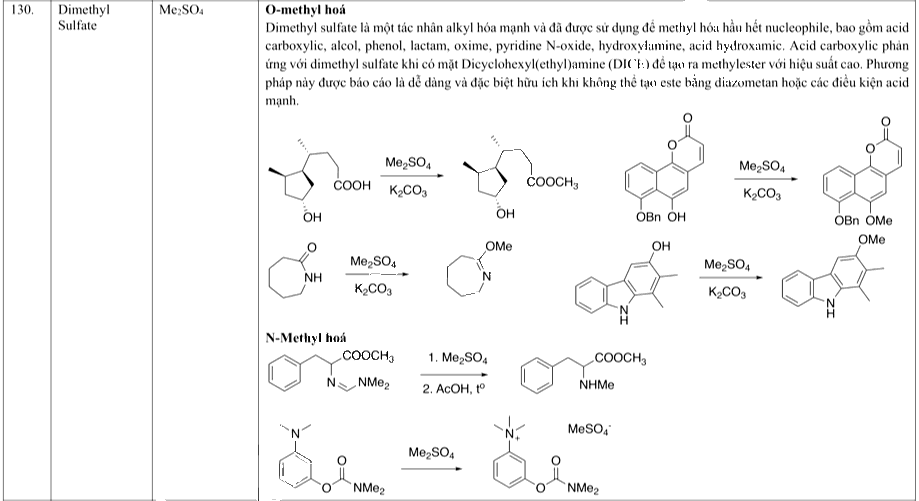 130. Dimethyl Me₂SO₄ O-methyl hoá
Sulfate Dimethyl sulfate là một tác nhân alkyl hóa mạnh và đã được sử dụng để methyl hóa hầu hết nucleophile, bao gồm acid
carboxylic, alcol, phenol, lactam, oxime, pyridine N-oxide, hydroxylamine, acid hydroxamic. Acid carboxylic phản
ứng với dimethyl sulfate khi có mặt Dicyclohexyl(ethyl)amine (DICE) để tạo ra methylester với hiệu suất cao. Phương
pháp này được báo cáo là dễ dàng và đặc biệt hữu ích khi không thể tạo este bằng diazometan hoặc các điều kiện acid
mạnh.
COOH
OH
Me₂SO₄
K₂CO₃
COOCH₃
OH
O
O
OBn OH
Me₂SO₄
K₂CO₃
O
O
OBn OMe
O
NH
Me₂SO₄
K₂CO₃
OMe
N
OH
N
H
Me₂SO₄
K₂CO₃
OMe
N
H
N-Methyl hoá
COOCH₃
N NMe₂
1. Me₂SO₄
2. AcOH, tº
COOCH₃
NHMe
N
O
O NMe₂
Me₂SO₄
N+
O
O NMe₂
MeSO₄⁻